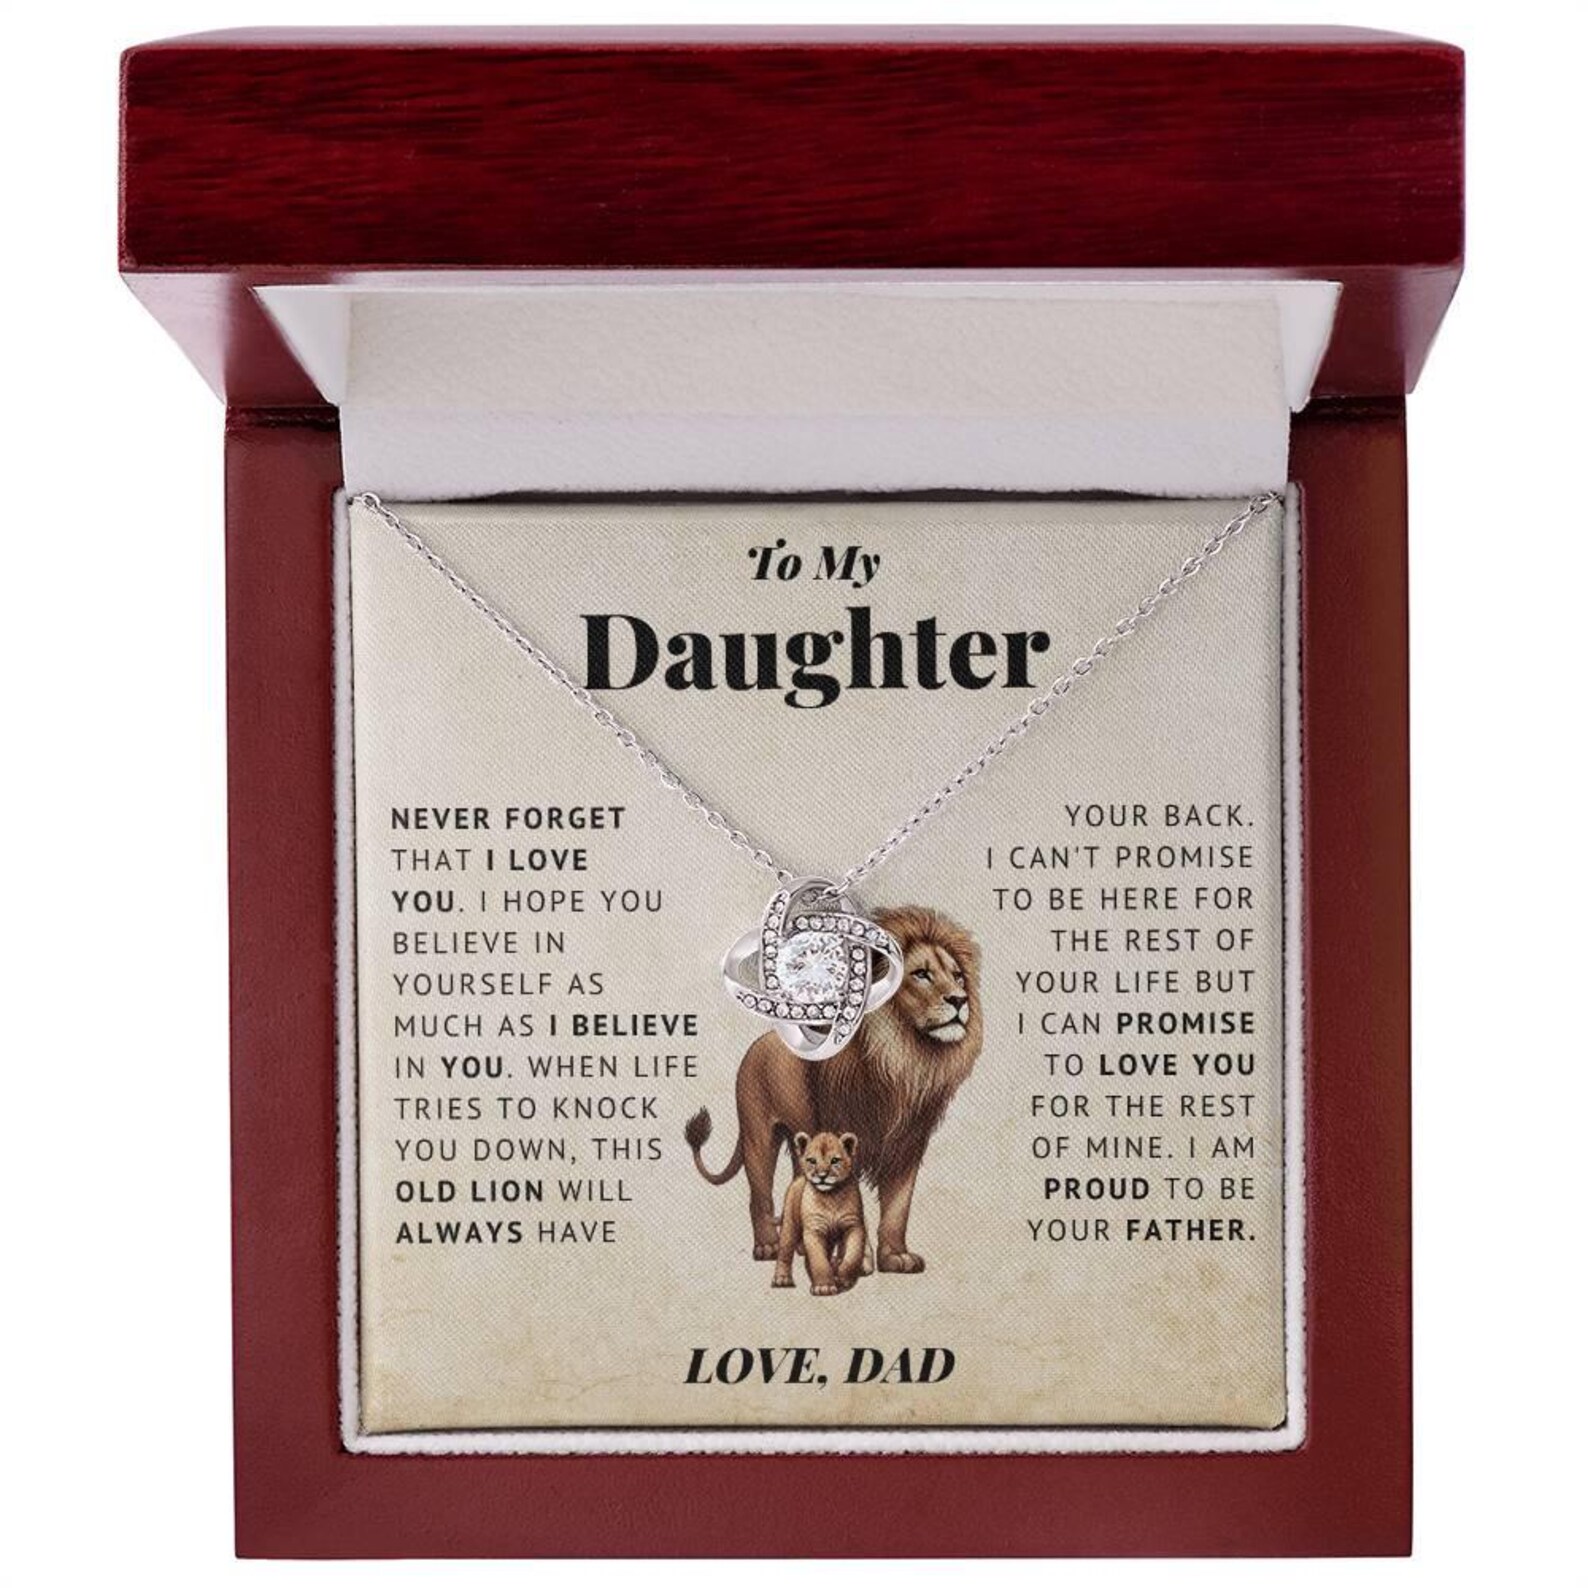 To My
Daughter
NEVER FORGET
THAT I LOVE
YOU. I HOPE YOU
BELIEVE IN
YOURSELF AS
MUCH AS I BELIEVE
IN YOU. WHEN LIFE
TRIES TO KNOCK
YOU DOWN, THIS
OLD LION WILL
ALWAYS HAVE
YOUR BACK.
I CAN'T PROMISE
TO BE HERE FOR
THE REST OF
YOUR LIFE BUT
I CAN PROMISE
TO LOVE YOU
FOR THE REST
OF MINE. I AM
PROUD TO BE
YOUR FATHER.
LOVE, DAD